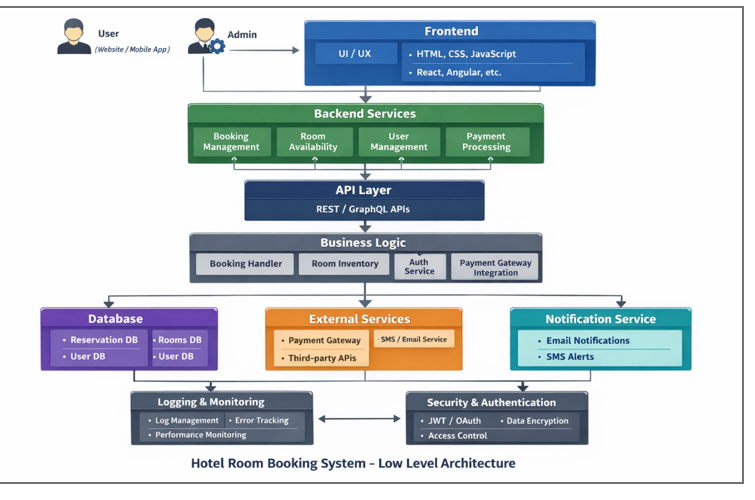 User
(Website / Mobile App)
Admin
Frontend
UI / UX
• HTML, CSS, JavaScript
• React, Angular, etc.
Backend Services
Booking
Management
Room
Availability
User
Management
Payment
Processing
API Layer
REST / GraphQL APIs
Business Logic
Booking Handler
Room Inventory
Auth
Service
Payment Gateway
Integration
Database
• Reservation DB
• Rooms DB
• User DB
• User DB
External Services
• Payment Gateway
SMS / Email Service
• Third-party APIs
Notification Service
• Email Notifications
• SMS Alerts
Logging & Monitoring
• Log Management
• Error Tracking
• Performance Monitoring
Security & Authentication
• JWT / OAuth
• Data Encryption
• Access Control
Hotel Room Booking System – Low Level Architecture